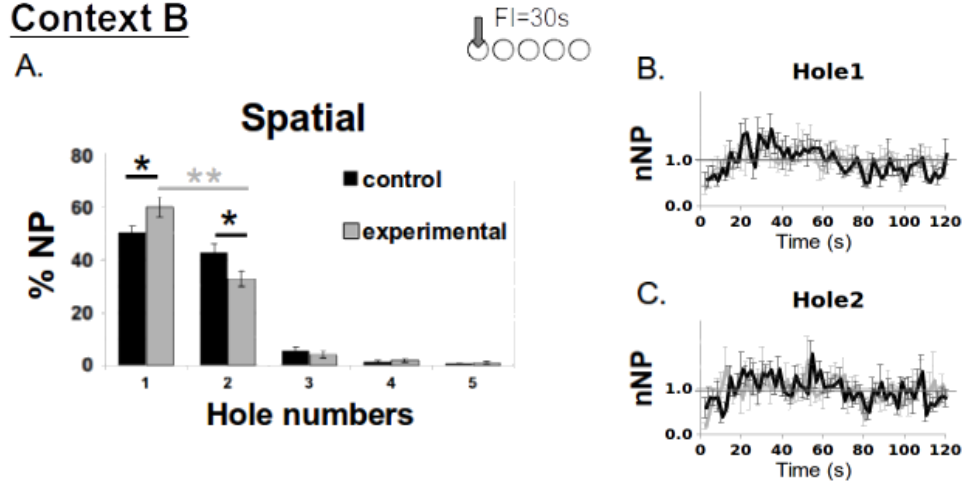 Context B
FI=30s
A.
Spatial
80
60
40
20
0
% NP
* ** *
control
experimental
1 2 3 4 5
Hole numbers
B.
Hole1
nNP
1.0
0.0
0 20 40 60 80 100 120
Time (s)
C.
Hole2
nNP
1.0
0.0
0 20 40 60 80 100 120
Time (s)